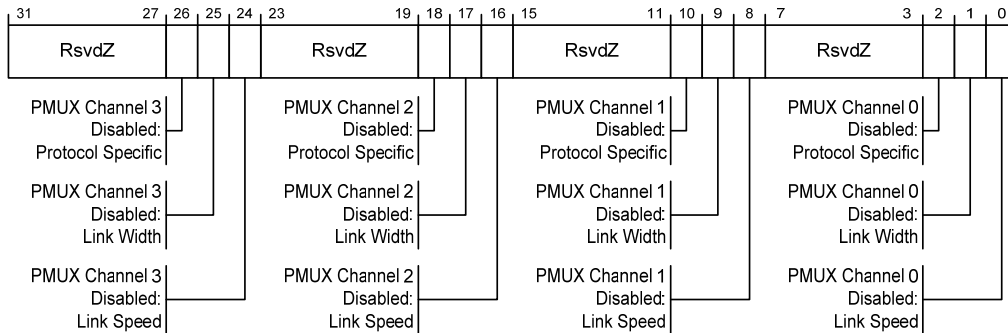 31 27 26 25 24 23 19 18 17 16 15 11 10 9 8 7 3 2 1 0
RsvdZ RsvdZ RsvdZ RsvdZ
PMUX Channel 3 PMUX Channel 2 PMUX Channel 1 PMUX Channel 0
Disabled: Disabled: Disabled: Disabled:
Protocol Specific Protocol Specific Protocol Specific Protocol Specific
PMUX Channel 3 PMUX Channel 2 PMUX Channel 1 PMUX Channel 0
Disabled: Disabled: Disabled: Disabled:
Link Width Link Width Link Width Link Width
PMUX Channel 3 PMUX Channel 2 PMUX Channel 1 PMUX Channel 0
Disabled: Disabled: Disabled: Disabled:
Link Speed Link Speed Link Speed Link Speed